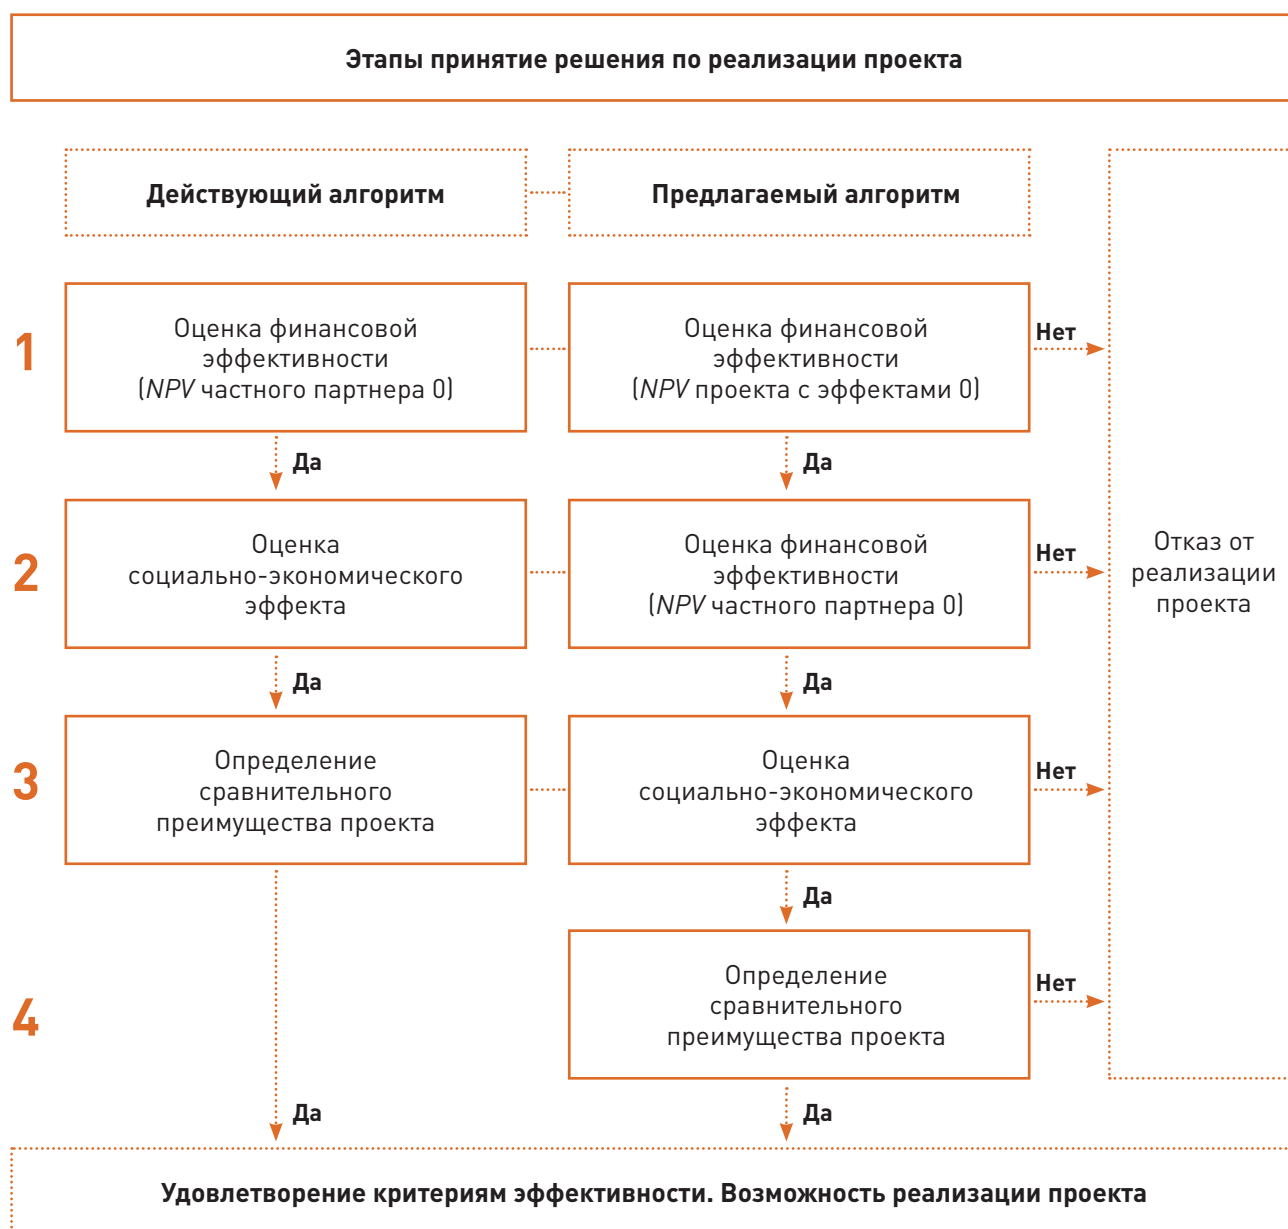 Этапы принятие решения по реализации проекта
Действующий алгоритм
Предлагаемый алгоритм
1
Оценка финансовой
эффективности
(NPV частного партнера 0)
Оценка финансовой
эффективности
(NPV проекта с эффектами 0)
Нет
Да
Да
2
Оценка
социально-экономического
эффекта
Оценка финансовой
эффективности
(NPV частного партнера 0)
Нет
Отказ от
реализации
проекта
Да
Да
3
Определение
сравнительного
преимущества проекта
Оценка
социально-экономического
эффекта
Нет
Да
4
Определение
сравнительного
преимущества проекта
Нет
Да
Да
Удовлетворение критериям эффективности. Возможность реализации проекта